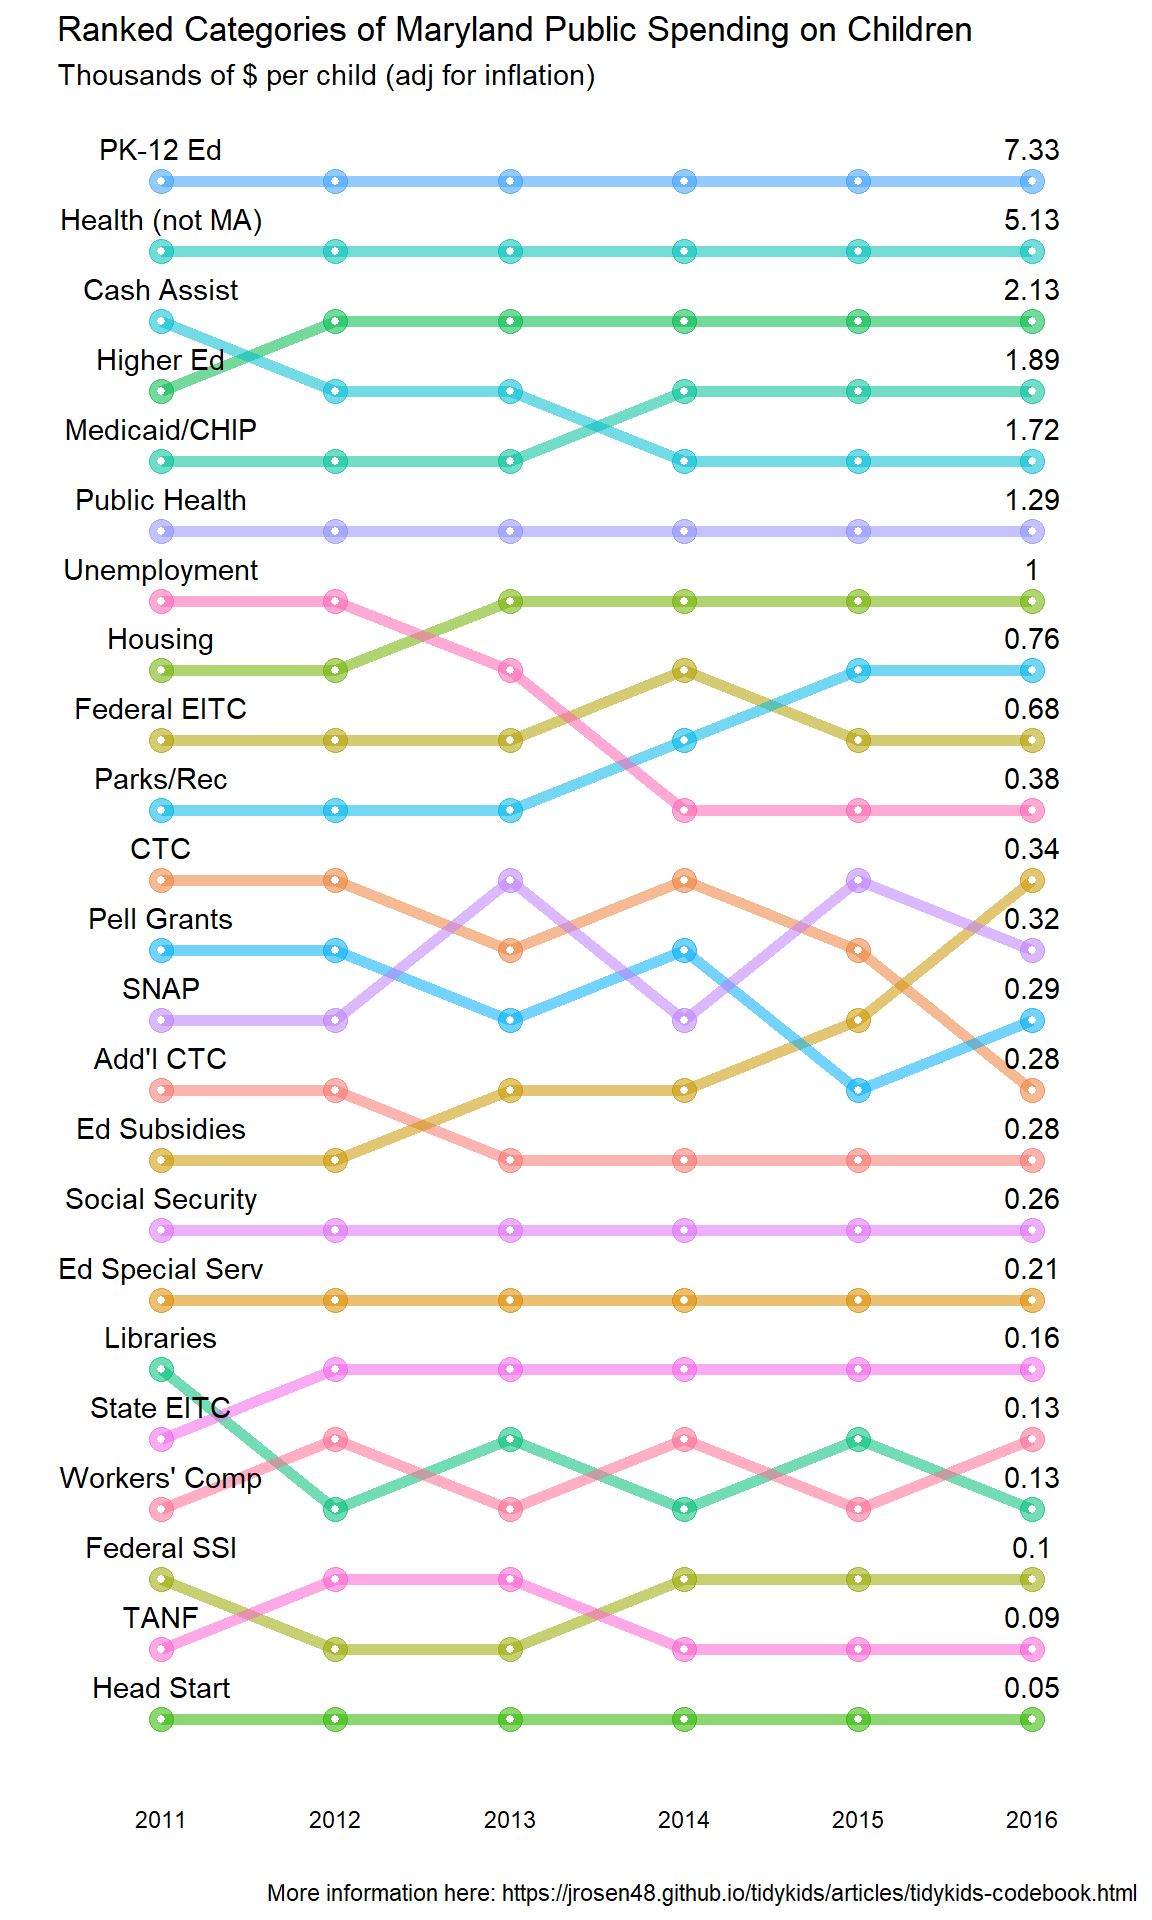 Ranked Categories of Maryland Public Spending on Children
Thousands of $ per child (adj for inflation)
PK-12 Ed 7.33
Health (not MA) 5.13
Cash Assist 2.13
Higher Ed 1.89
Medicaid/CHIP 1.72
Public Health 1.29
Unemployment 1
Housing 0.76
Federal EITC 0.68
Parks/Rec 0.38
CTC 0.34
Pell Grants 0.32
SNAP 0.29
Add'l CTC 0.28
Ed Subsidies 0.28
Social Security 0.26
Ed Special Serv 0.21
Libraries 0.16
State EITC 0.13
Workers' Comp 0.13
Federal SSI 0.1
TANF 0.09
Head Start 0.05
2011 2012 2013 2014 2015 2016
More information here: https://jrosen48.github.io/tidykids/articles/tidykids-codebook.html